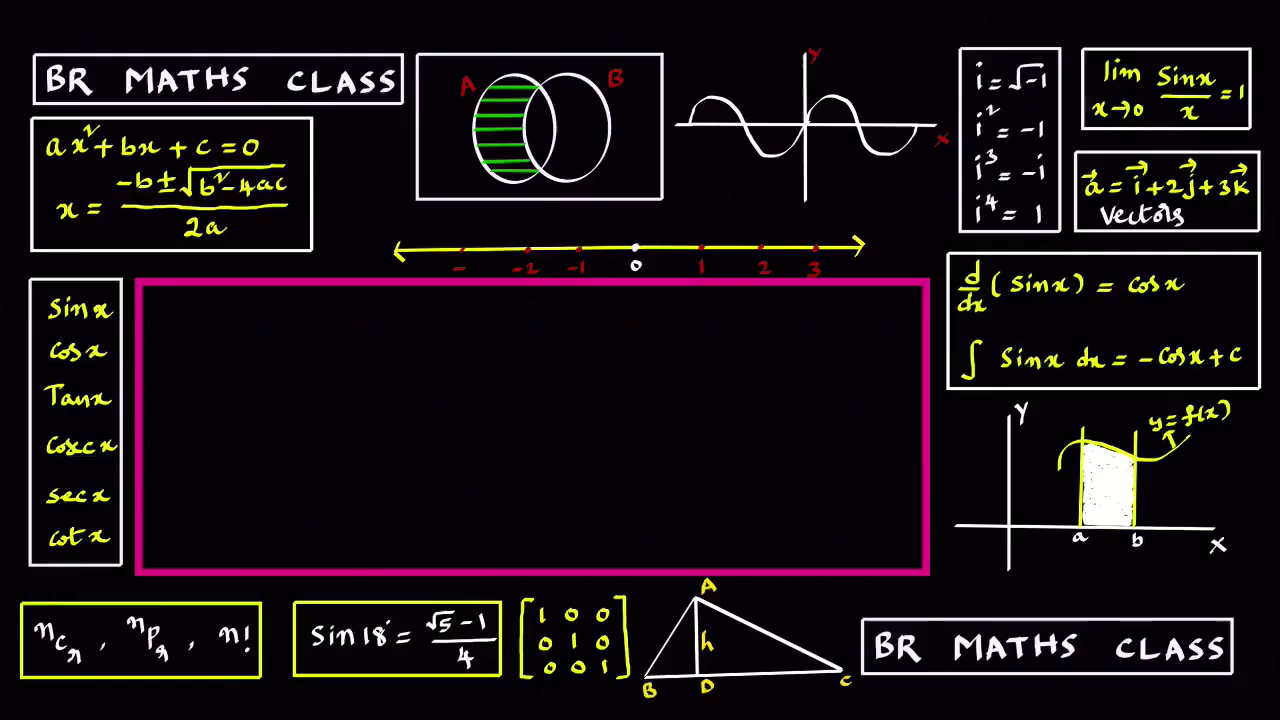 BR MATHS CLASS
ax² + bx + c = 0
x = (-b ± √(b² - 4ac)) / 2a
A B
Y
X
i = √-1
i² = -1
i³ = -i
i⁴ = 1
lim x→0 Sinx/x = 1
a⃗ = i⃗ + 2j⃗ + 3k⃗
Vectors
- -2 -1 0 1 2 3
Sinx
Cosx
Tanx
Cosecx
secx
cotx
d/dx (Sinx) = Cosx
∫ Sinx dx = -Cosx + c
Y
y = f(x)
a b
X
nCr , nPr , n!
Sin18° = (√5 - 1)/4
1 0 0
0 1 0
0 0 1
A
h
B D C
BR MATHS CLASS